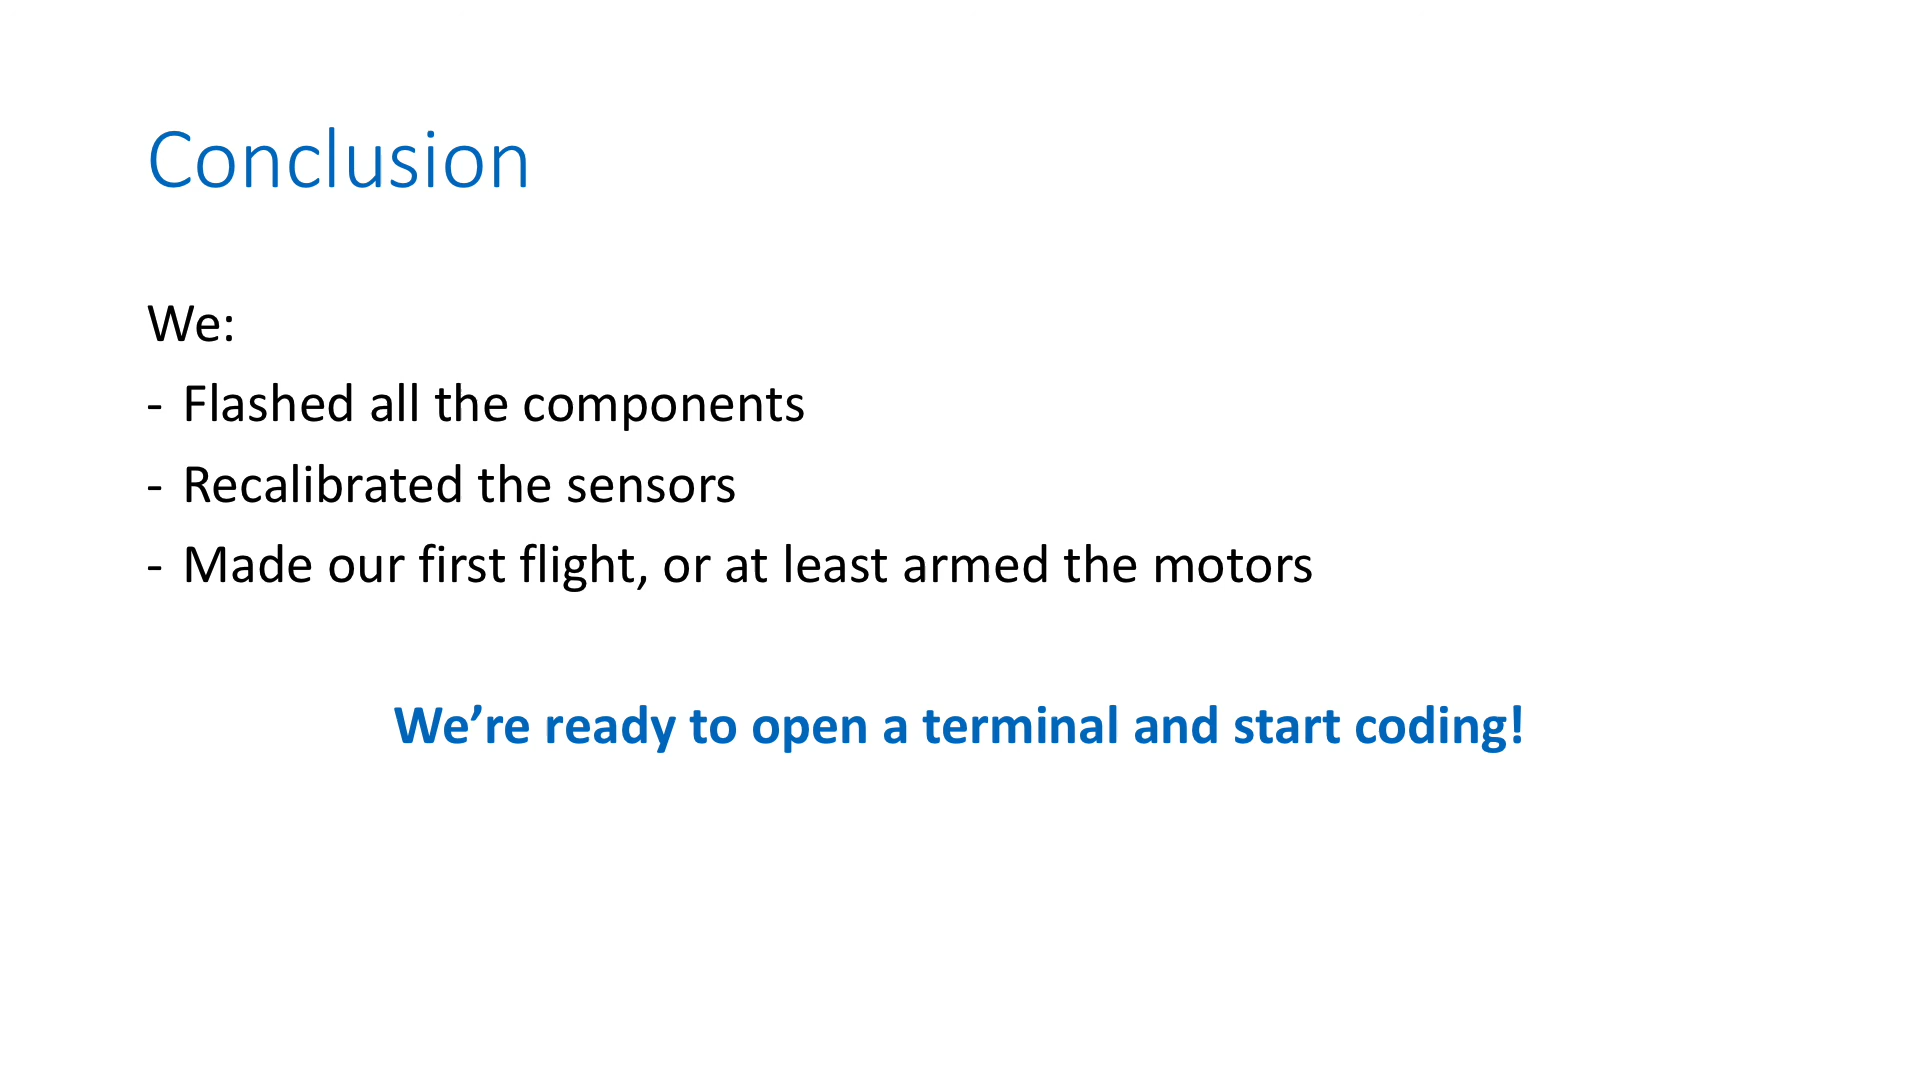 Conclusion
We:
- Flashed all the components
- Recalibrated the sensors
- Made our first flight, or at least armed the motors
We’re ready to open a terminal and start coding!